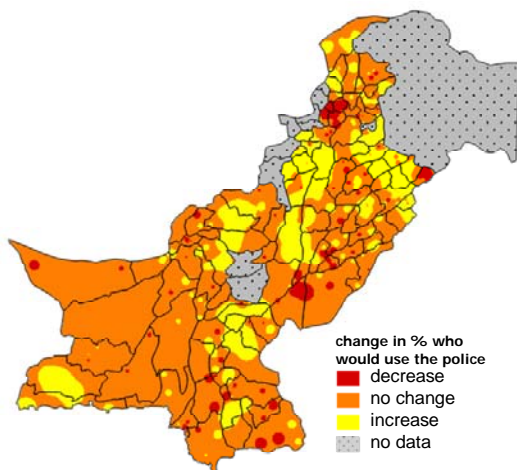 change in % who
would use the police
decrease
no change
increase
no data